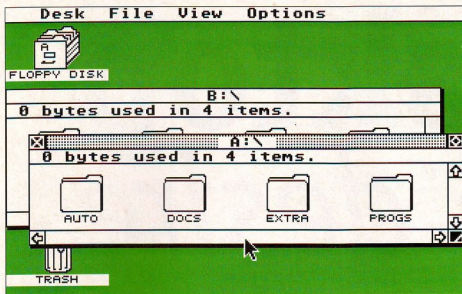 Desk File View Options
A
FLOPPY DISK
B:\
0 bytes used in 4 items.
A:\
0 bytes used in 4 items.
AUTO DOCS EXTRA PROGS
TRASH